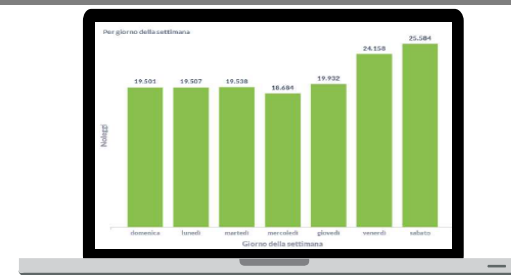 Per giorno della settimana
25.584
24.158
19.501 19.507 19.538 18.684 19.932
Noleggi
domenica lunedì martedì mercoledì giovedì venerdì sabato
Giorno della settimana